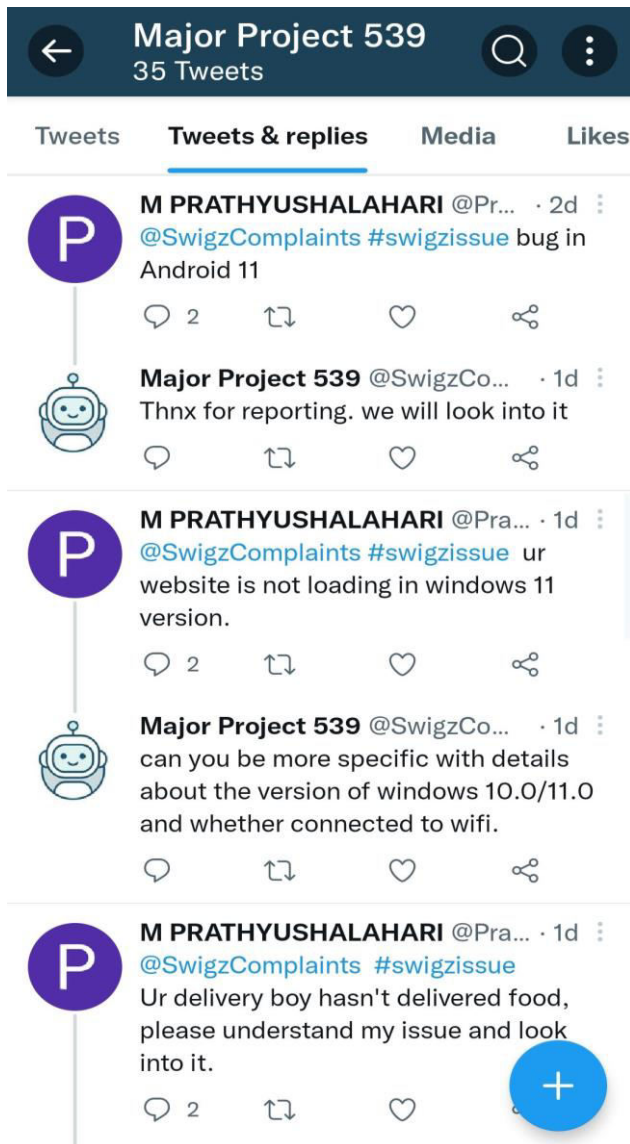 Major Project 539
35 Tweets
Tweets Tweets & replies Media Likes
M PRATHYUSHALAHARI @Pr... · 2d
@SwigzComplaints #swigzissue bug in
Android 11
2
Major Project 539 @SwigzCo... · 1d
Thnx for reporting. we will look into it
M PRATHYUSHALAHARI @Pra... · 1d
@SwigzComplaints #swigzissue ur
website is not loading in windows 11
version.
2
Major Project 539 @SwigzCo... · 1d
can you be more specific with details
about the version of windows 10.0/11.0
and whether connected to wifi.
M PRATHYUSHALAHARI @Pra... · 1d
@SwigzComplaints #swigzissue
Ur delivery boy hasn't delivered food,
please understand my issue and look
into it.
2
P
P
P